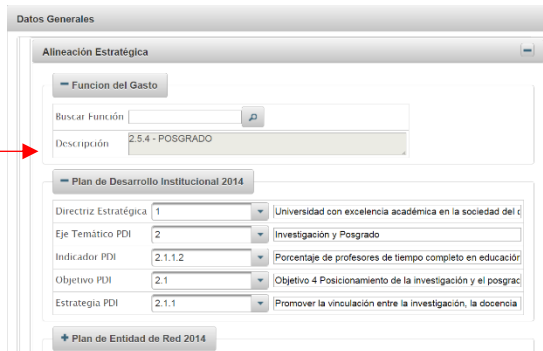 Datos Generales
Alineación Estratégica
Funcion del Gasto
Buscar Función
Descripción 2.5.4 - POSGRADO
Plan de Desarrollo Institucional 2014
Directriz Estratégica 1 Universidad con excelencia académica en la sociedad del
Eje Temático PDI 2 Investigación y Posgrado
Indicador PDI 2.1.1.2 Porcentaje de profesores de tiempo completo en educación
Objetivo PDI 2.1 Objetivo 4 Posicionamiento de la investigación y el posgrac
Estrategia PDI 2.1.1 Promover la vinculación entre la investigación, la docencia
Plan de Entidad de Red 2014